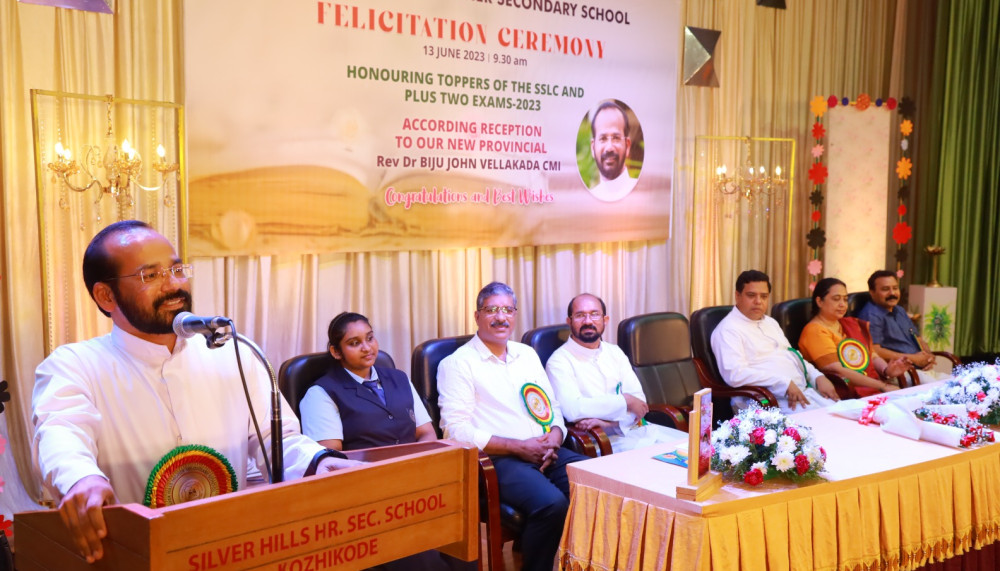 SECONDARY SCHOOL
FELICITATION CEREMONY
13 JUNE 2023 | 9.30 am
HONOURING TOPPERS OF THE SSLC AND
PLUS TWO EXAMS-2023
ACCORDING RECEPTION
TO OUR NEW PROVINCIAL
Rev Dr BIJU JOHN VELLAKADA CMI
Congratulations and Best Wishes
SILVER HILLS HR. SEC. SCHOOL
KOZHIKODE